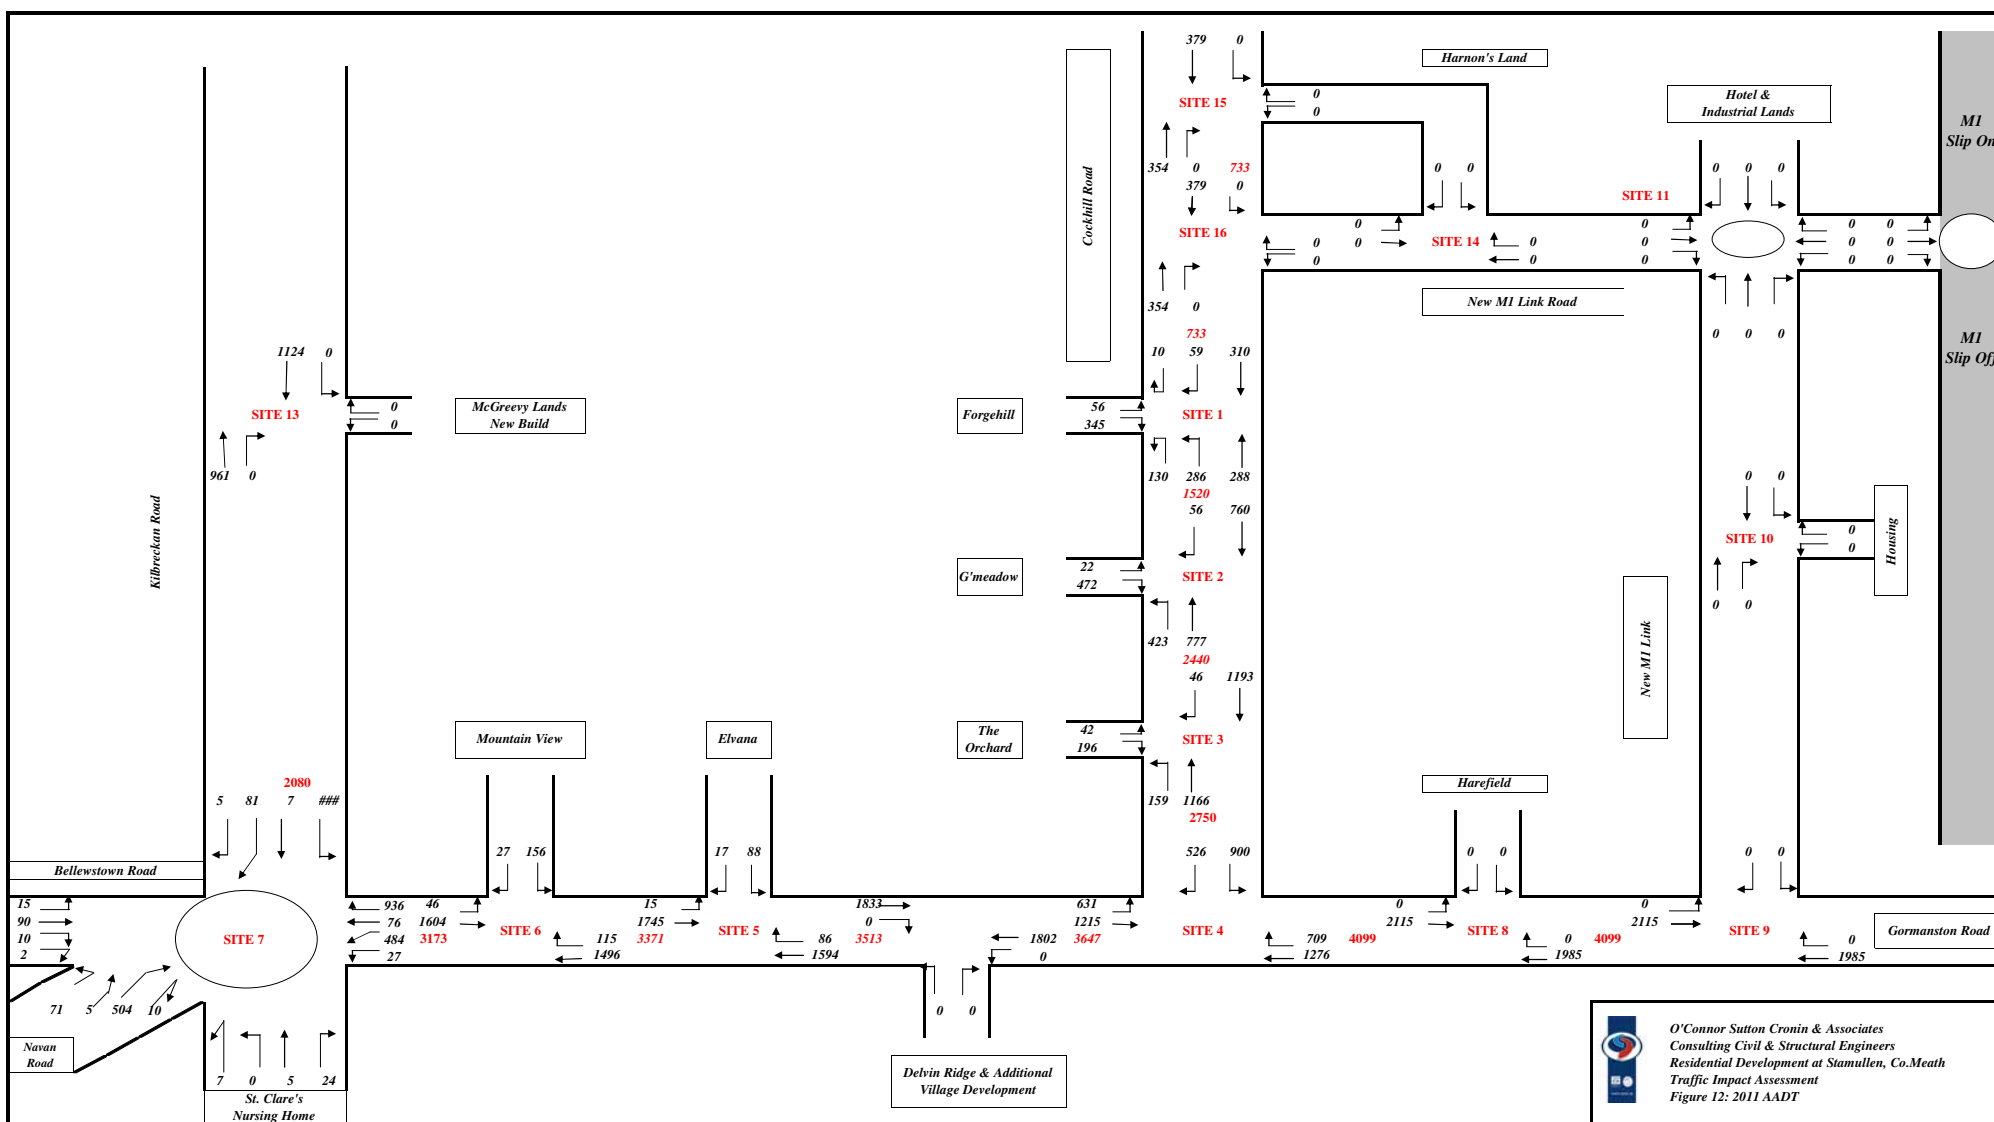 379 0
Harnon's Land
Hotel &
Industrial Lands
M1
Slip On
SITE 15
0
0
354 0 733
379 0
0 0
0 0 0
SITE 11
Cockhill Road
SITE 16
0
0
0
0
SITE 14
0
0
0
0
0
0 0
0 0
0 0
354 0
New M1 Link Road
733
0 0 0
M1
Slip Off
1124 0
10 59 310
SITE 13
0
0
McGreevy Lands
New Build
Forgehill
56
345
SITE 1
961 0
130 286 288
1520
56 760
0 0
Kilbreckan Road
G'meadow
22
472
SITE 2
SITE 10
0
0
Housing
0 0
423 777
2440
46 1193
New M1 Link
Mountain View
Elvana
The
Orchard
42
196
SITE 3
2080
5 81 7 ###
159 1166
2750
Harefield
27 156
17 88
526 900
0 0
0 0
Bellewstown Road
15
90
10
2
SITE 7
936
76
484
27
46
1604
3173
SITE 6
115
1496
15
1745
3371
SITE 5
86
1594
1833
0
3513
1802
0
631
1215
3647
SITE 4
709
1276
4099
0
2115
SITE 8
0
1985
4099
0
2115
SITE 9
0
1985
Gormanston Road
71 5 504 10
0 0
Navan
Road
7 0 5 24
St. Clare's
Nursing Home
Delvin Ridge & Additional
Village Development
O'Connor Sutton Cronin & Associates
Consulting Civil & Structural Engineers
Residential Development at Stamullen, Co.Meath
Traffic Impact Assessment
Figure 12: 2011 AADT